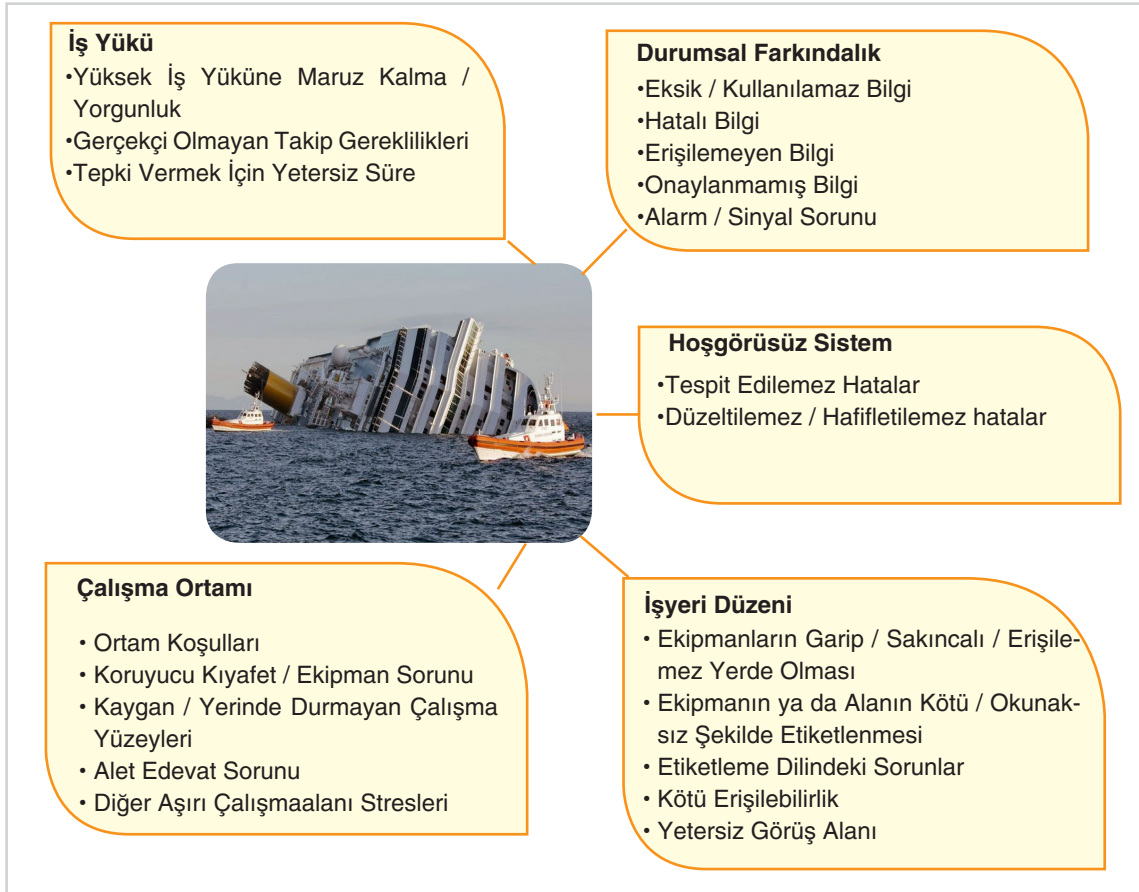 İş Yükü
•Yüksek İş Yüküne Maruz Kalma /
Yorgunluk
•Gerçekçi Olmayan Takip Gereklilikleri
•Tepki Vermek İçin Yetersiz Süre
Durumsal Farkındalık
•Eksik / Kullanılamaz Bilgi
•Hatalı Bilgi
•Erişilemeyen Bilgi
•Onaylanmamış Bilgi
•Alarm / Sinyal Sorunu
Hoşgörüsüz Sistem
•Tespit Edilemez Hatalar
•Düzeltilemez / Hafifletilemez hatalar
Çalışma Ortamı
• Ortam Koşulları
• Koruyucu Kıyafet / Ekipman Sorunu
• Kaygan / Yerinde Durmayan Çalışma
Yüzeyleri
• Alet Edevat Sorunu
• Diğer Aşırı Çalışmaalanı Stresleri
İşyeri Düzeni
• Ekipmanların Garip / Sakıncalı / Erişile-
mez Yerde Olması
• Ekipmanın ya da Alanın Kötü / Okunak-
sız Şekilde Etiketlenmesi
• Etiketleme Dilindeki Sorunlar
• Kötü Erişilebilirlik
• Yetersiz Görüş Alanı